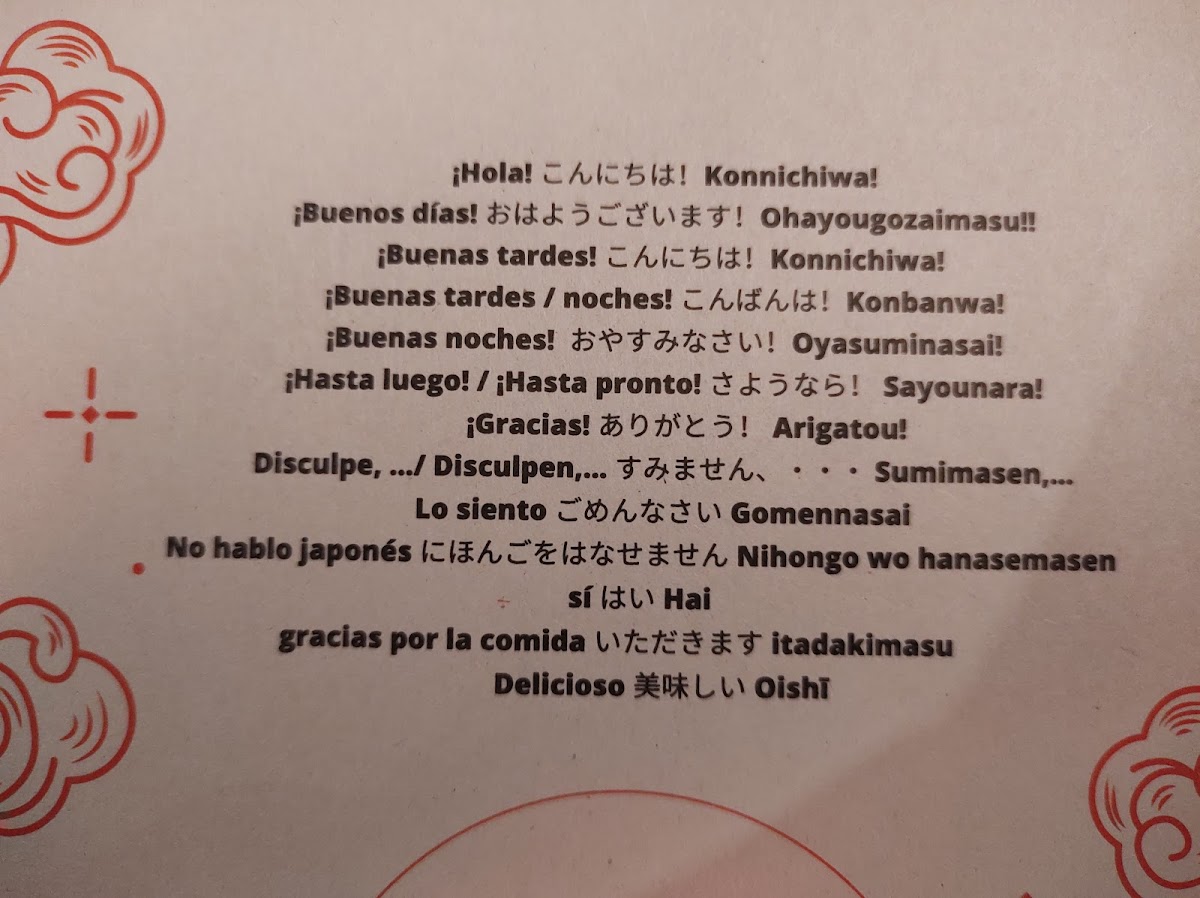 ¡Hola! こんにちは！ Konnichiwa!
¡Buenos días! おはようございます！ Ohayougozaimasu!!
¡Buenas tardes! こんにちは！ Konnichiwa!
¡Buenas tardes / noches! こんばんは！ Konbanwa!
¡Buenas noches! おやすみなさい！ Oyasuminasai!
¡Hasta luego! / ¡Hasta pronto! さようなら！ Sayounara!
¡Gracias! ありがとう！ Arigatou!
Disculpe, .../ Disculpen,... すみません、・・・ Sumimasen,...
Lo siento ごめんなさい Gomennasai
No hablo japonés にほんごをはなせません Nihongo wo hanasemasen
sí はい Hai
gracias por la comida いただきます itadakimasu
Delicioso 美味しい Oishī